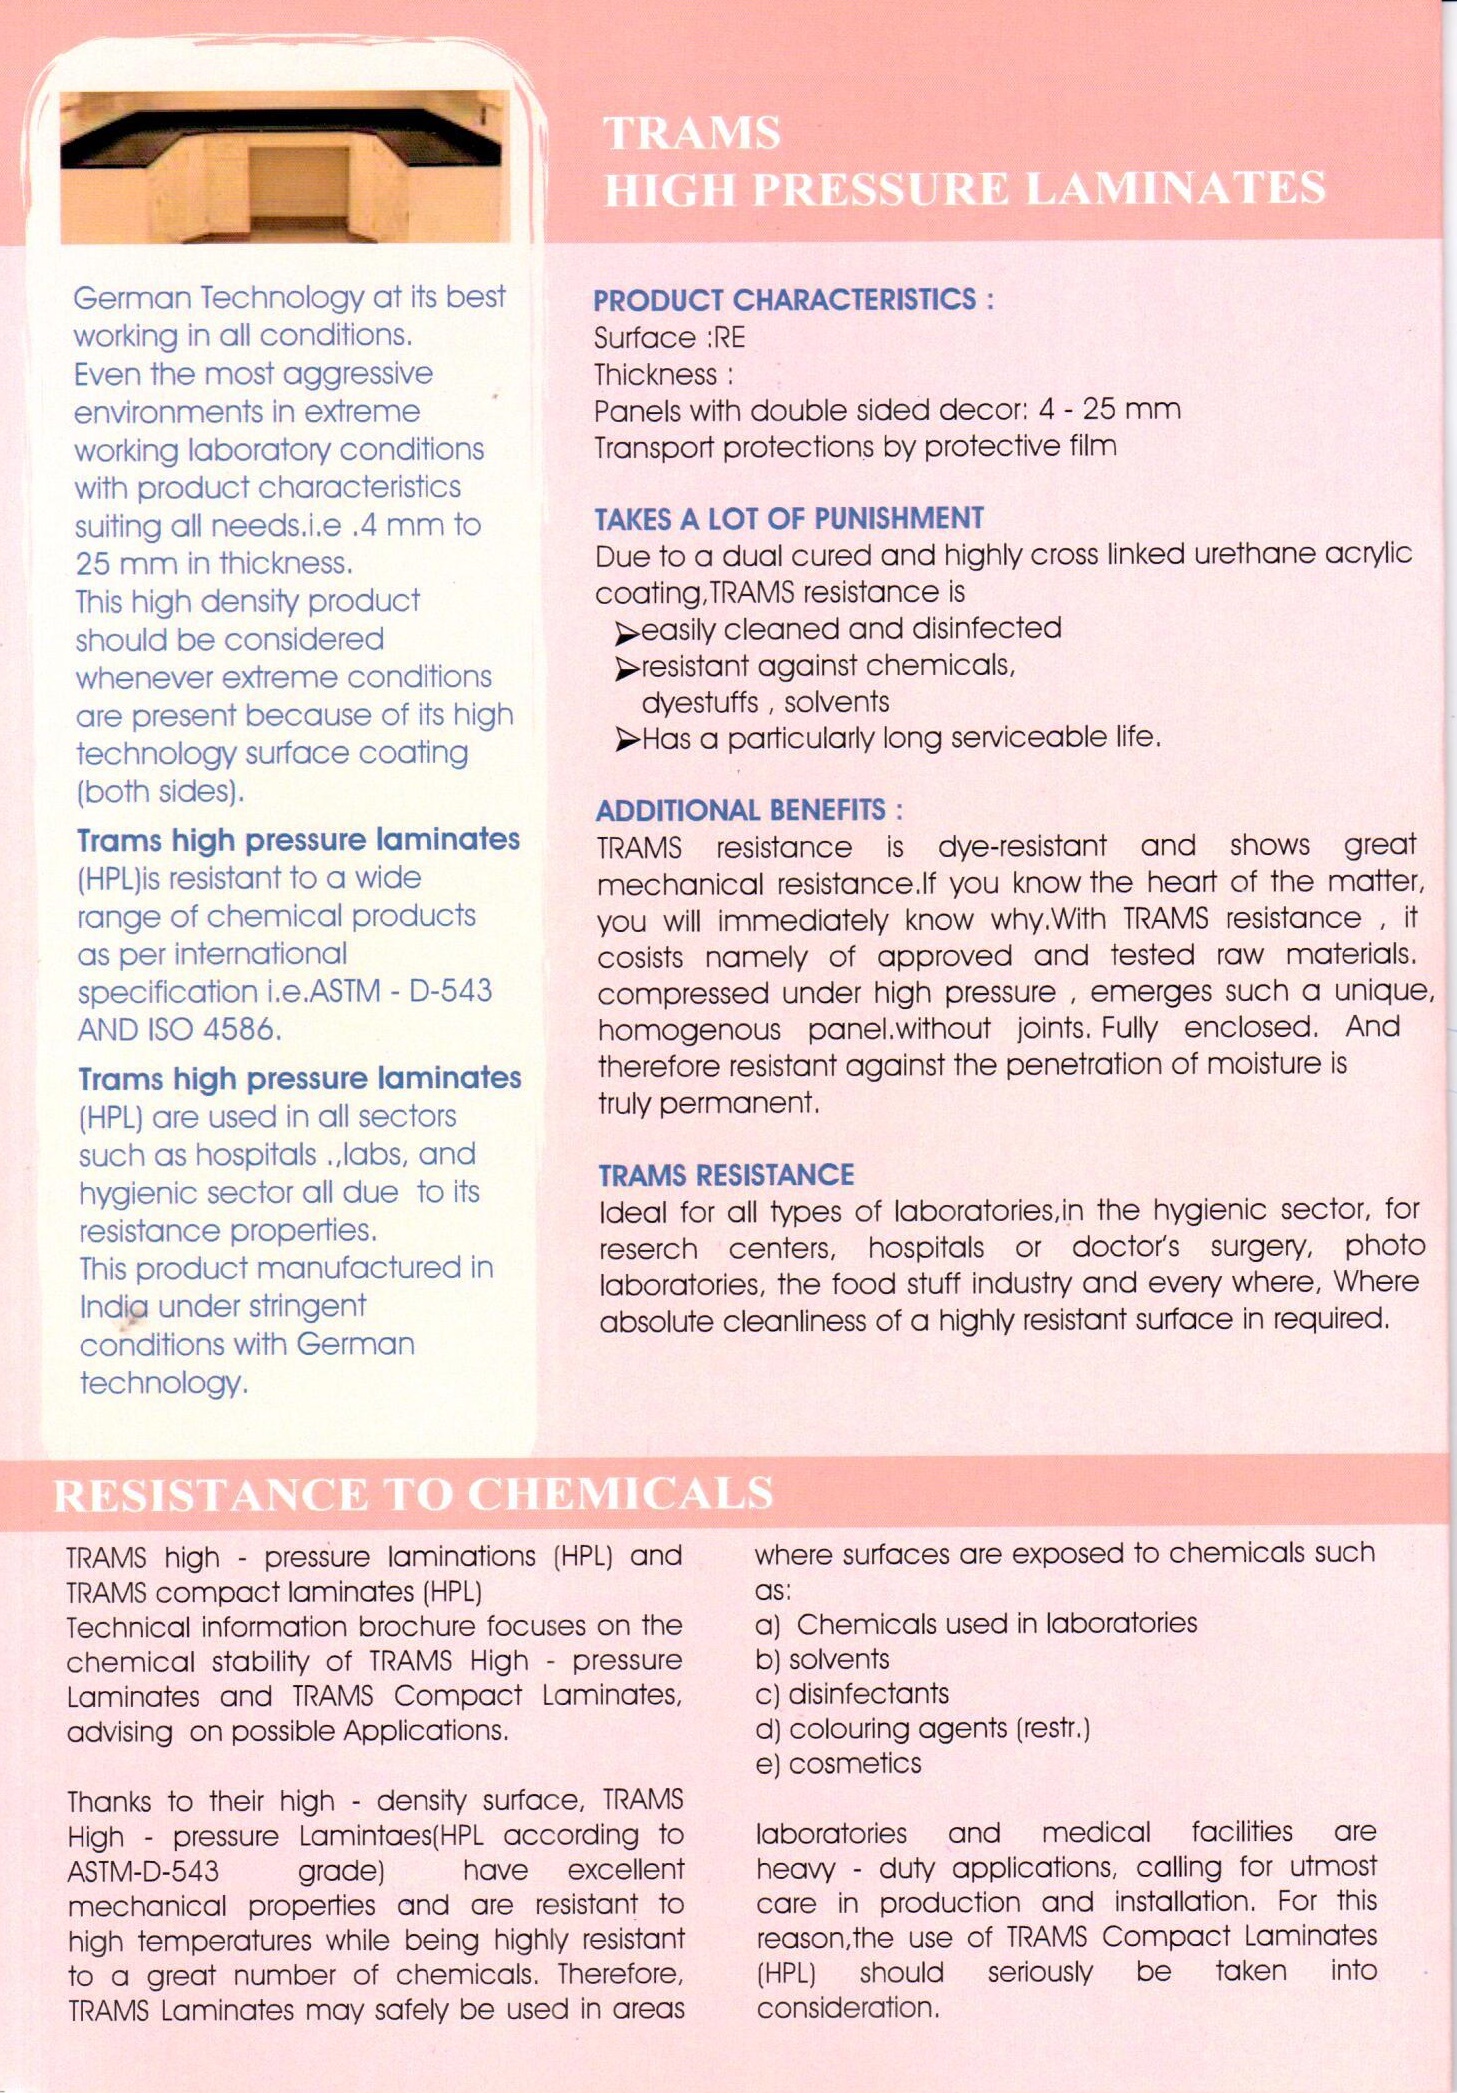 TRAMS
HIGH PRESSURE LAMINATES
German Technology at its best
working in all conditions.
Even the most aggressive
environments in extreme
working laboratory conditions
with product characteristics
suiting all needs.i.e .4 mm to
25 mm in thickness.
This high density product
should be considered
whenever extreme conditions
are present because of its high
technology surface coating
(both sides).
Trams high pressure laminates
(HPL)is resistant to a wide
range of chemical products
as per international
specification i.e.ASTM - D-543
AND ISO 4586.
Trams high pressure laminates
(HPL) are used in all sectors
such as hospitals .,labs, and
hygienic sector all due to its
resistance properties.
This product manufactured in
India under stringent
conditions with German
technology.
PRODUCT CHARACTERISTICS :
Surface :RE
Thickness :
Panels with double sided decor: 4 - 25 mm
Transport protections by protective film
TAKES A LOT OF PUNISHMENT
Due to a dual cured and highly cross linked urethane acrylic
coating,TRAMS resistance is
➢easily cleaned and disinfected
➢resistant against chemicals,
dyestuffs , solvents
➢Has a particularly long serviceable life.
ADDITIONAL BENEFITS :
TRAMS resistance is dye-resistant and shows great
mechanical resistance.If you know the heart of the matter,
you will immediately know why.With TRAMS resistance , it
cosists namely of approved and tested raw materials.
compressed under high pressure , emerges such a unique,
homogenous panel.without joints. Fully enclosed. And
therefore resistant against the penetration of moisture is
truly permanent.
TRAMS RESISTANCE
Ideal for all types of laboratories,in the hygienic sector, for
reserch centers, hospitals or doctor's surgery, photo
laboratories, the food stuff industry and every where, Where
absolute cleanliness of a highly resistant surface in required.
RESISTANCE TO CHEMICALS
TRAMS high - pressure laminations (HPL) and
TRAMS compact laminates (HPL)
Technical information brochure focuses on the
chemical stability of TRAMS High - pressure
Laminates and TRAMS Compact Laminates,
advising on possible Applications.
Thanks to their high - density surface, TRAMS
High - pressure Lamintaes(HPL according to
ASTM-D-543 grade) have excellent
mechanical properties and are resistant to
high temperatures while being highly resistant
to a great number of chemicals. Therefore,
TRAMS Laminates may safely be used in areas
where surfaces are exposed to chemicals such
as:
a) Chemicals used in laboratories
b) solvents
c) disinfectants
d) colouring agents (restr.)
e) cosmetics
laboratories and medical facilities are
heavy - duty applications, calling for utmost
care in production and installation. For this
reason,the use of TRAMS Compact Laminates
(HPL) should seriously be taken into
consideration.